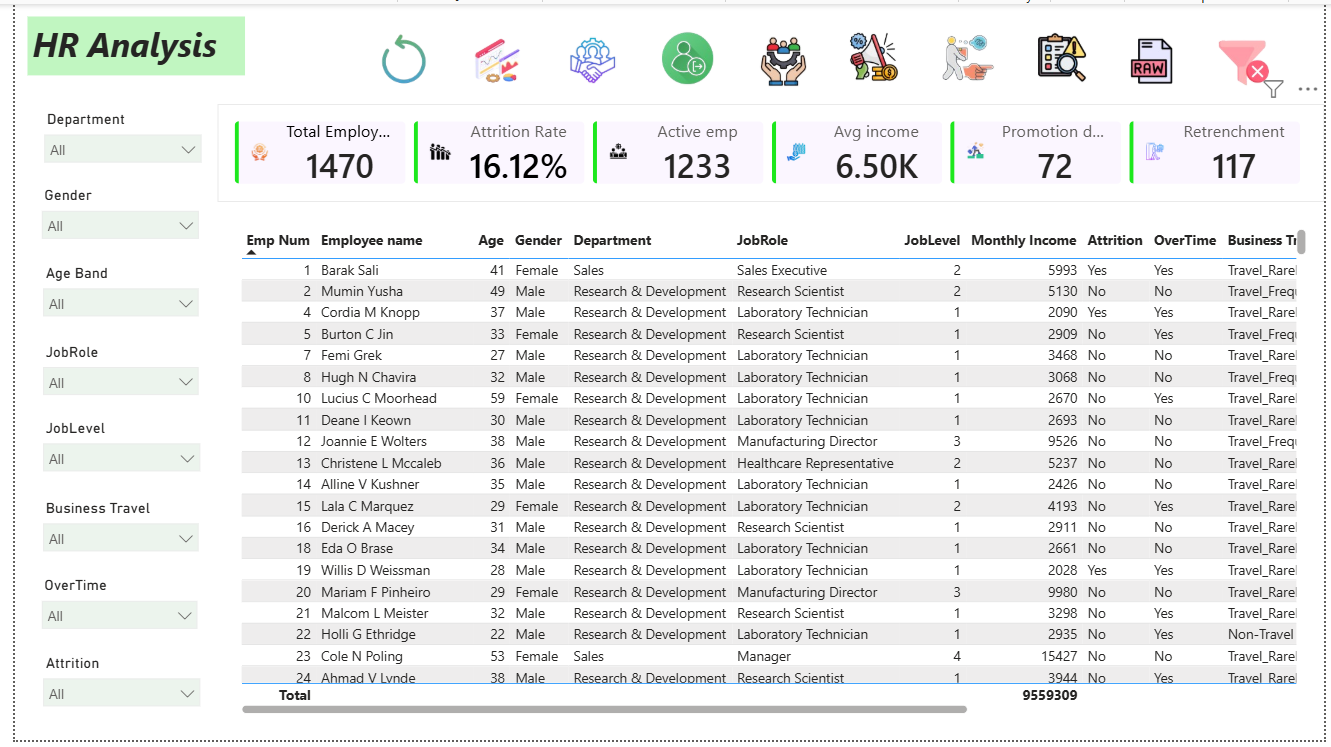 HR Analysis
RAW
Department
All
Gender
All
Age Band
All
JobRole
All
JobLevel
All
Business Travel
All
OverTime
All
Attrition
All
Total Employ...
1470
Attrition Rate
16.12%
Active emp
1233
Avg income
6.50K
Promotion d...
72
Retrenchment
117
Emp Num Employee name Age Gender Department JobRole JobLevel Monthly Income Attrition OverTime Business Tr
1 Barak Sali 41 Female Sales Sales Executive 2 5993 Yes Yes Travel_Rarel
2 Mumin Yusha 49 Male Research & Development Research Scientist 2 5130 No No Travel_Frequ
4 Cordia M Knopp 37 Male Research & Development Laboratory Technician 1 2090 Yes Yes Travel_Rarel
5 Burton C Jin 33 Female Research & Development Research Scientist 1 2909 No Yes Travel_Frequ
7 Femi Grek 27 Male Research & Development Laboratory Technician 1 3468 No No Travel_Rarel
8 Hugh N Chavira 32 Male Research & Development Laboratory Technician 1 3068 No No Travel_Frequ
10 Lucius C Moorhead 59 Female Research & Development Laboratory Technician 1 2670 No Yes Travel_Rarel
11 Deane I Keown 30 Male Research & Development Laboratory Technician 1 2693 No No Travel_Rarel
12 Joannie E Wolters 38 Male Research & Development Manufacturing Director 3 9526 No No Travel_Frequ
13 Christene L Mccaleb 36 Male Research & Development Healthcare Representative 2 5237 No No Travel_Rarel
14 Alline V Kushner 35 Male Research & Development Laboratory Technician 1 2426 No No Travel_Rarel
15 Lala C Marquez 29 Female Research & Development Laboratory Technician 2 4193 No Yes Travel_Rarel
16 Derick A Macey 31 Male Research & Development Research Scientist 1 2911 No No Travel_Rarel
18 Eda O Brase 34 Male Research & Development Laboratory Technician 1 2661 No No Travel_Rarel
19 Willis D Weissman 28 Male Research & Development Laboratory Technician 1 2028 Yes Yes Travel_Rarel
20 Mariam F Pinheiro 29 Female Research & Development Manufacturing Director 3 9980 No No Travel_Rarel
21 Malcom L Meister 32 Male Research & Development Research Scientist 1 3298 No Yes Travel_Rarel
22 Holli G Ethridge 22 Male Research & Development Laboratory Technician 1 2935 No Yes Non-Travel
23 Cole N Poling 53 Female Sales Manager 4 15427 No No Travel_Rarel
24 Ahmad V Lynde 38 Male Research & Development Research Scientist 1 3944 No Yes Travel_Rarel
Total 9559309